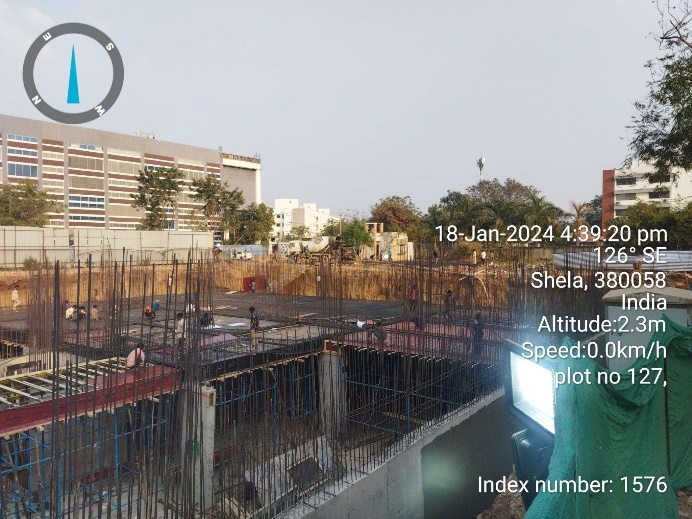 E
S
N
W
18-Jan-2024 4:39:20 pm
126° SE
Shela, 380058
India
Altitude:2.3m
Speed:0.0km/h
plot no 127,
Index number: 1576